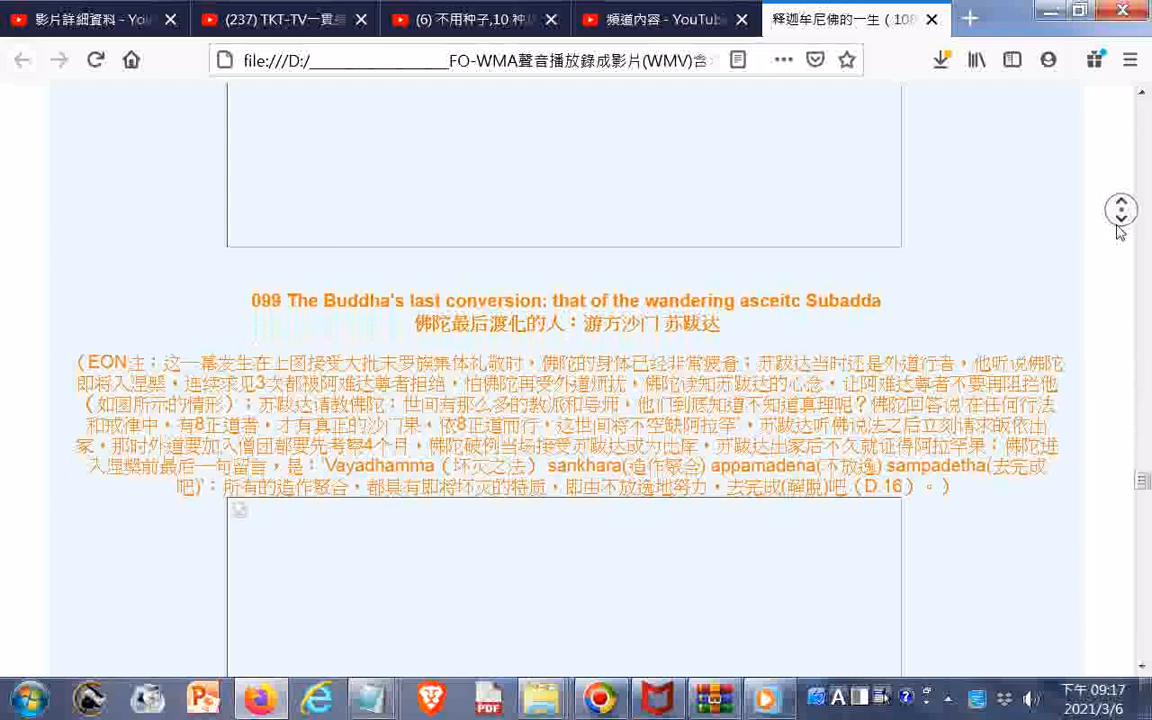 影片詳細資料 - Yo
(237) TKT-TV一貫
(6) 不用种子,10 种
頻道內容 - YouTub
释迦牟尼佛的一生（108
file:///D:/________________FO-WMA聲音播放錄成影片(WMV)含
099 The Buddha's last conversion: that of the wandering asceitc Subadda
佛陀最后渡化的人：游方沙门 苏跋达
（EON注：这一幕发生在上图接受大批末罗族集体礼敬时，佛陀的身体已经非常疲惫；苏跋达当时还是外道行者，他听说佛陀
即将入涅槃，连续求见3次都被阿难达尊者拒绝，怕佛陀再受外道烦扰，佛陀读知苏跋达的心念，让阿难达尊者不要再阻挡他
（如图所示的情形）；苏跋达请教佛陀：世间有那么多的教派和导师，他们到底知道不知道真理呢？佛陀回答说'在任何行法
和戒律中，有8正道者，才有真正的沙门果，依8正道而行，这世间将不空缺阿拉罕'，苏跋达听佛说法之后立刻请求皈依出
家，那时外道要加入僧团都要先考察4个月，佛陀破例当场接受苏跋达成为比库，苏跋达出家后不久就证得阿拉罕果；佛陀进
入涅槃前最后一句留言，是：'Vayadhamma（坏灭之法） sankhara(造作聚合) appamadena(不放逸) sampadetha(去完成
吧)'：所有的造作聚合，都具有即将坏灭的特质，即由不放逸地努力，去完成(解脱)吧（D.16）。）
PDF
A
下午 09:17
2021/3/6